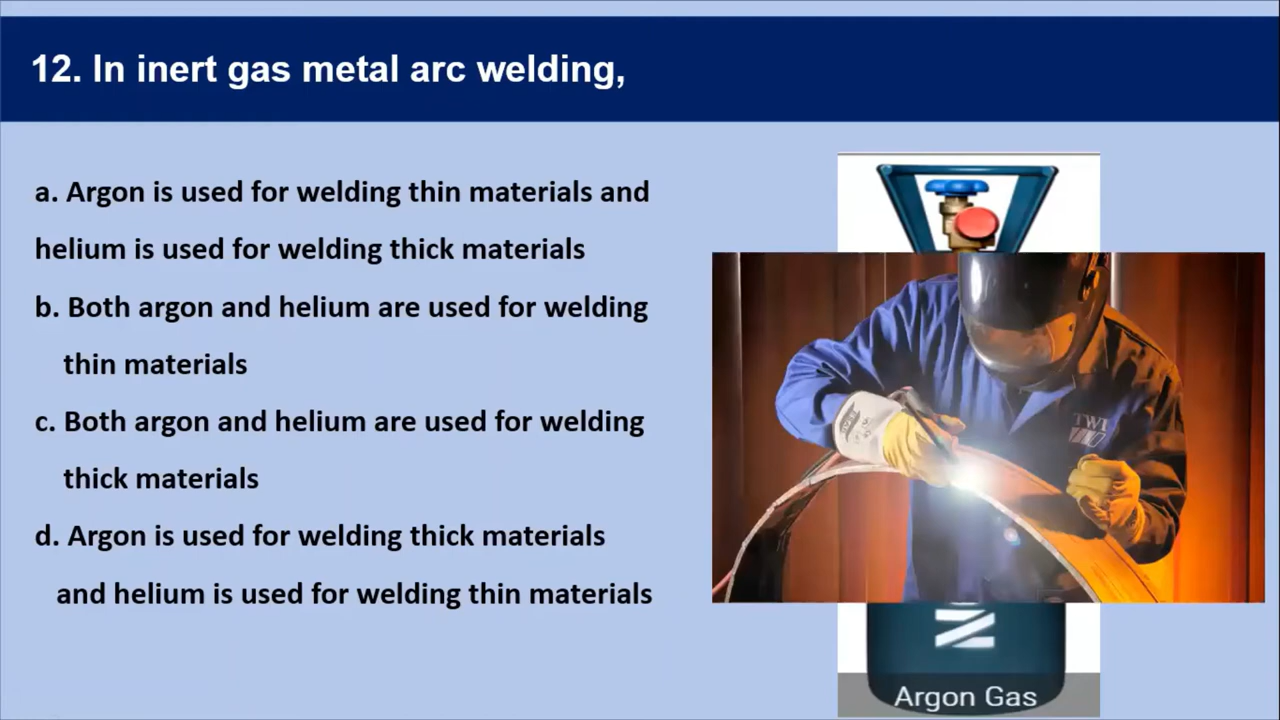 12. In inert gas metal arc welding,
a. Argon is used for welding thin materials and
helium is used for welding thick materials
b. Both argon and helium are used for welding
thin materials
c. Both argon and helium are used for welding
thick materials
d. Argon is used for welding thick materials
and helium is used for welding thin materials
TWI
Argon Gas